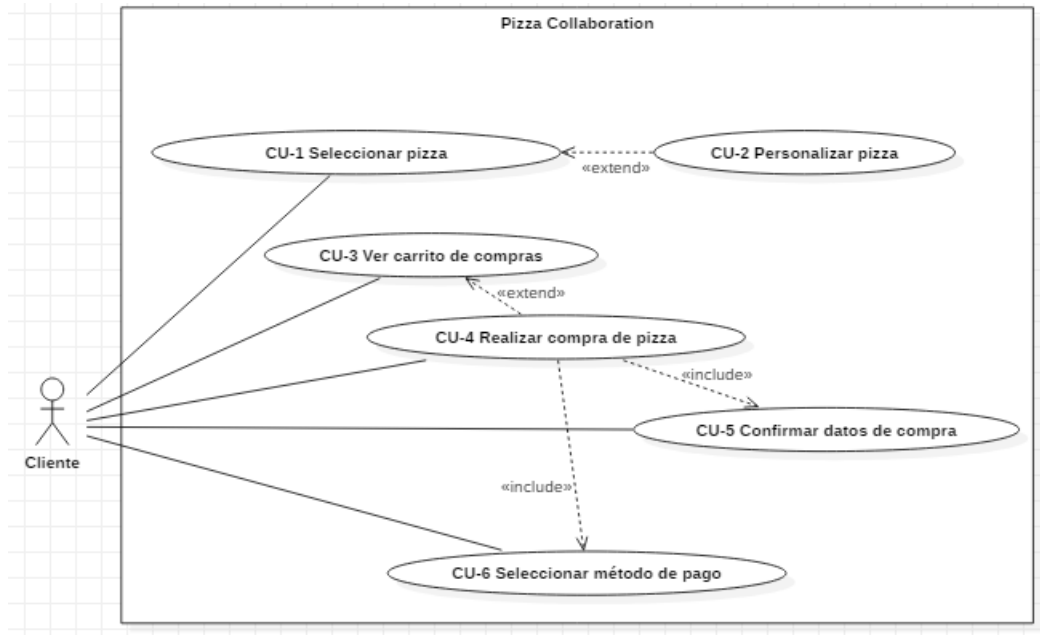 Pizza Collaboration
CU-1 Seleccionar pizza
«extend»
CU-2 Personalizar pizza
CU-3 Ver carrito de compras
«extend»
CU-4 Realizar compra de pizza
«include»
CU-5 Confirmar datos de compra
Cliente
«include»
CU-6 Seleccionar método de pago